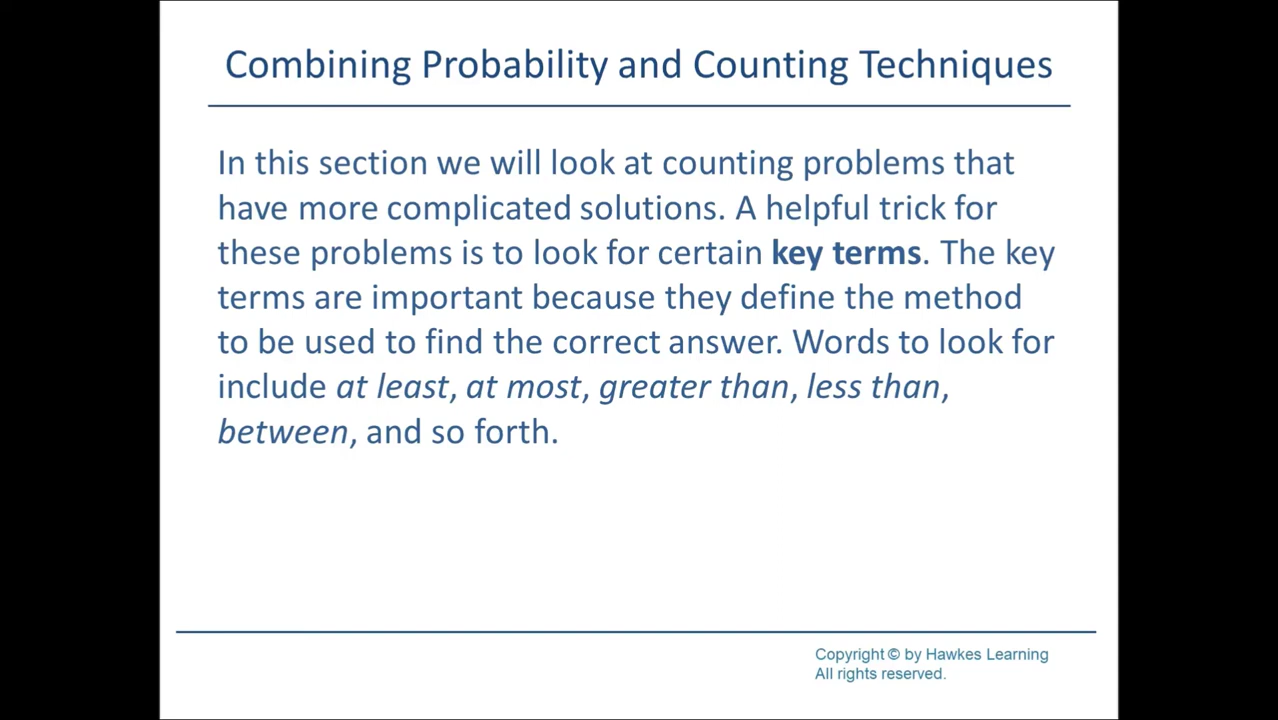 Combining Probability and Counting Techniques
In this section we will look at counting problems that
have more complicated solutions. A helpful trick for
these problems is to look for certain key terms. The key
terms are important because they define the method
to be used to find the correct answer. Words to look for
include at least, at most, greater than, less than,
between, and so forth.
Copyright © by Hawkes Learning
All rights reserved.